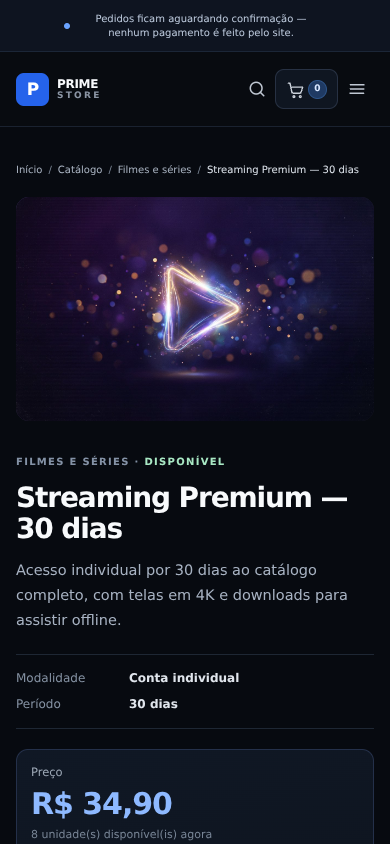 Pedidos ficam aguardando confirmação —
nenhum pagamento é feito pelo site.
P
PRIME
STORE
0
Início / Catálogo / Filmes e séries / Streaming Premium — 30 dias
FILMES E SÉRIES · DISPONÍVEL
Streaming Premium —
30 dias
Acesso individual por 30 dias ao catálogo
completo, com telas em 4K e downloads para
assistir offline.
Modalidade Conta individual
Período 30 dias
Preço
R$ 34,90
8 unidade(s) disponível(is) agora